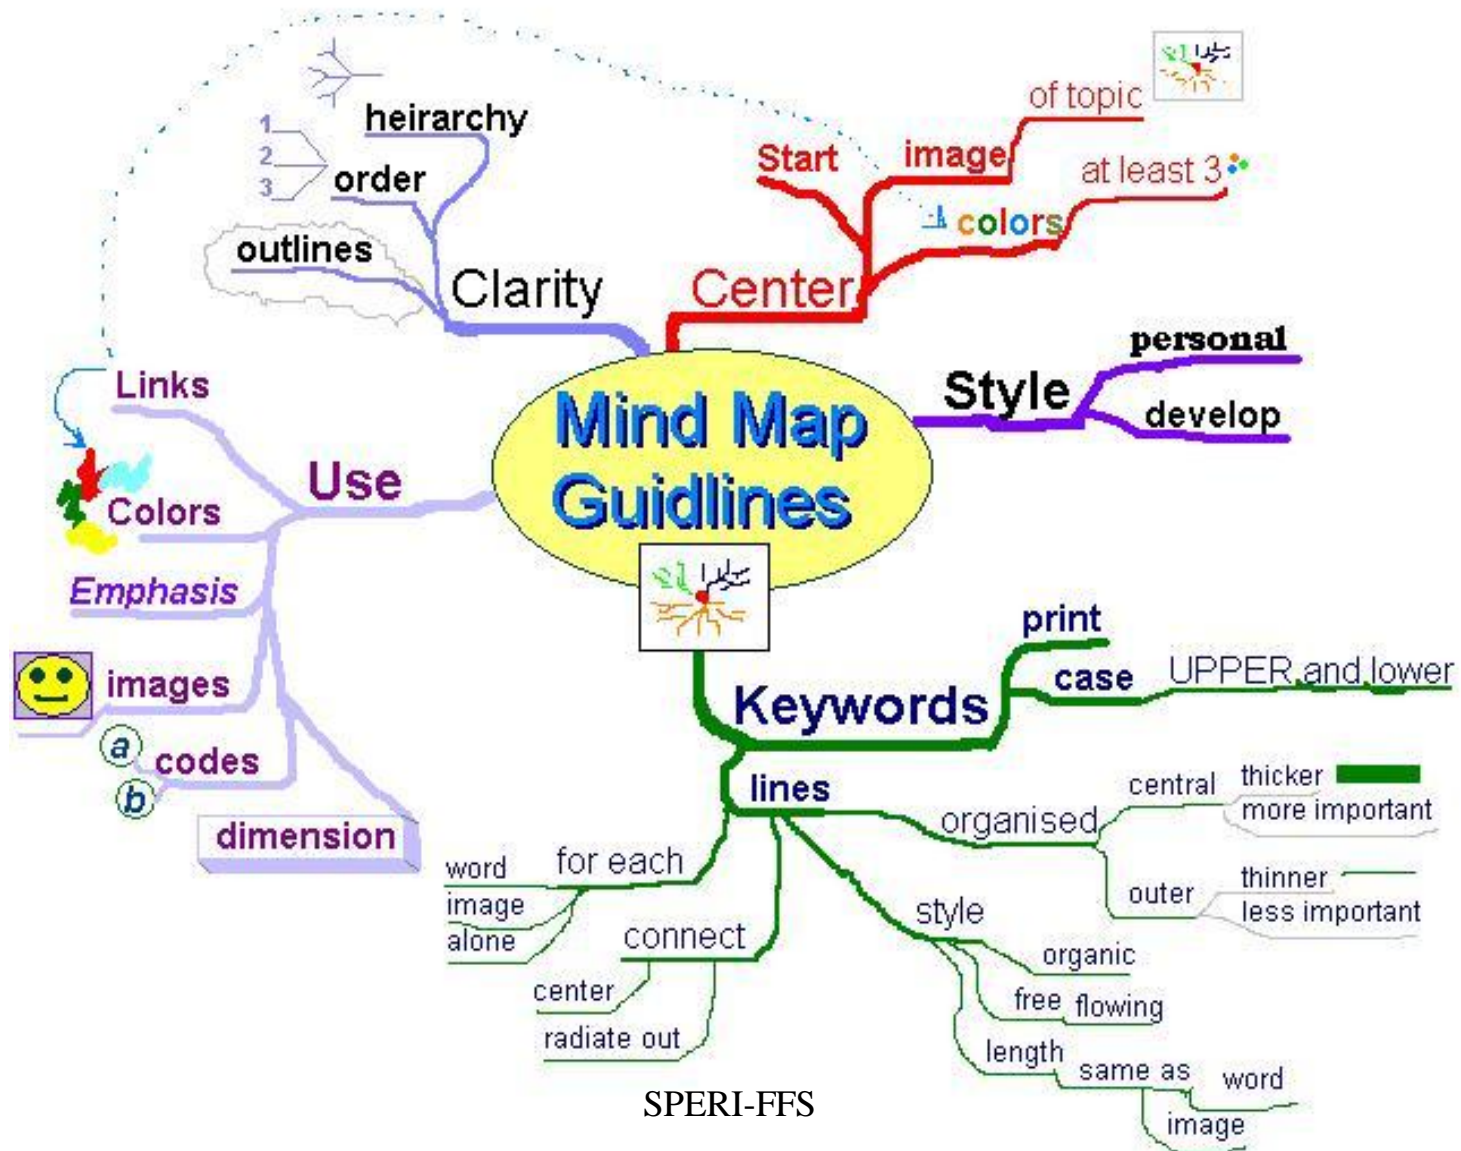 Mind Map
Guidlines
Center
Start
image
of topic
colors
at least 3
Style
personal
develop
Keywords
print
case
UPPER and lower
lines
organised
central
thicker
more important
outer
thinner
less important
style
organic
free flowing
length
same as
word
image
connect
center
radiate out
for each
word
image
alone
Use
Links
Colors
Emphasis
images
codes
a
b
dimension
Clarity
heirarchy
order
1
2
3
outlines
SPERI-FFS